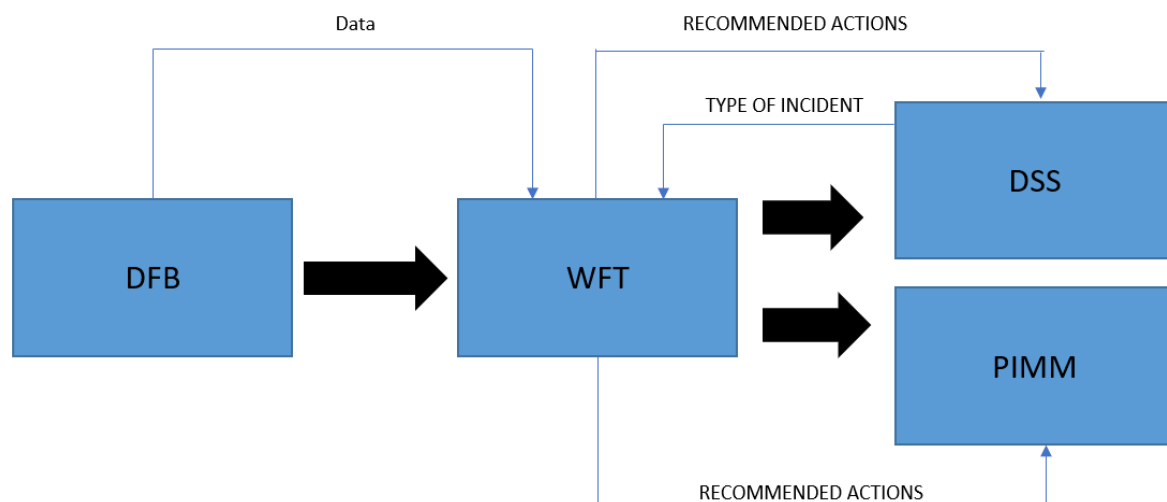 Data
RECOMMENDED ACTIONS
TYPE OF INCIDENT
DSS
DFB
WFT
PIMM
RECOMMENDED ACTIONS